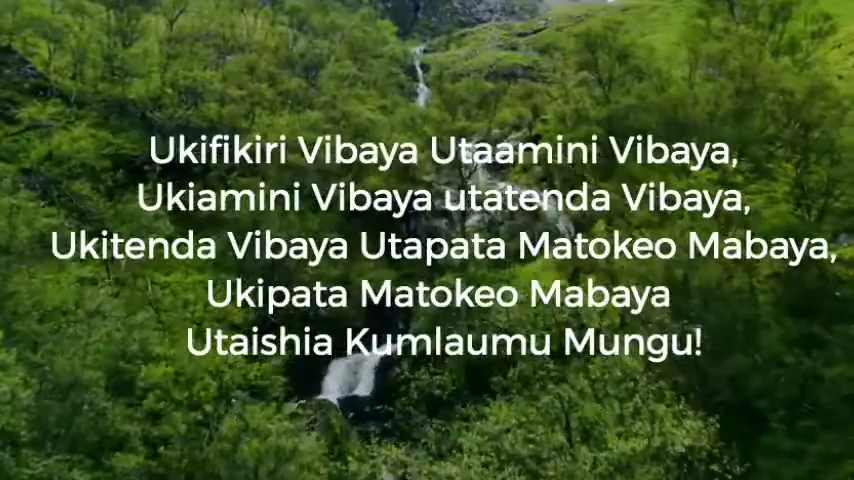 Ukifikiri Vibaya Utaamini Vibaya,
Ukiamini Vibaya utatenda Vibaya,
Ukitenda Vibaya Utapata Matokeo Mabaya,
Ukipata Matokeo Mabaya
Utaishia Kumlaumu Mungu!